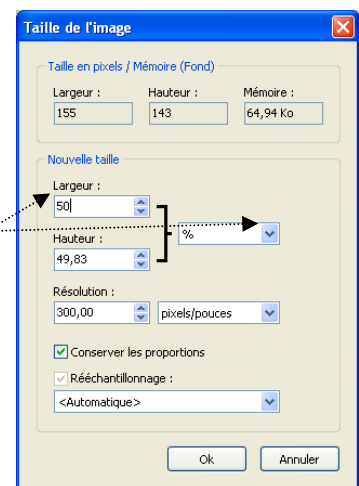 Taille de l'image
Taille en pixels / Mémoire (Fond)
Largeur : Hauteur : Mémoire :
155 143 64,94 Ko
Nouvelle taille
Largeur :
50
%
Hauteur :
49,83
Résolution :
300,00 pixels/pouces
Conserver les proportions
Rééchantillonnage :
<Automatique>
Ok Annuler